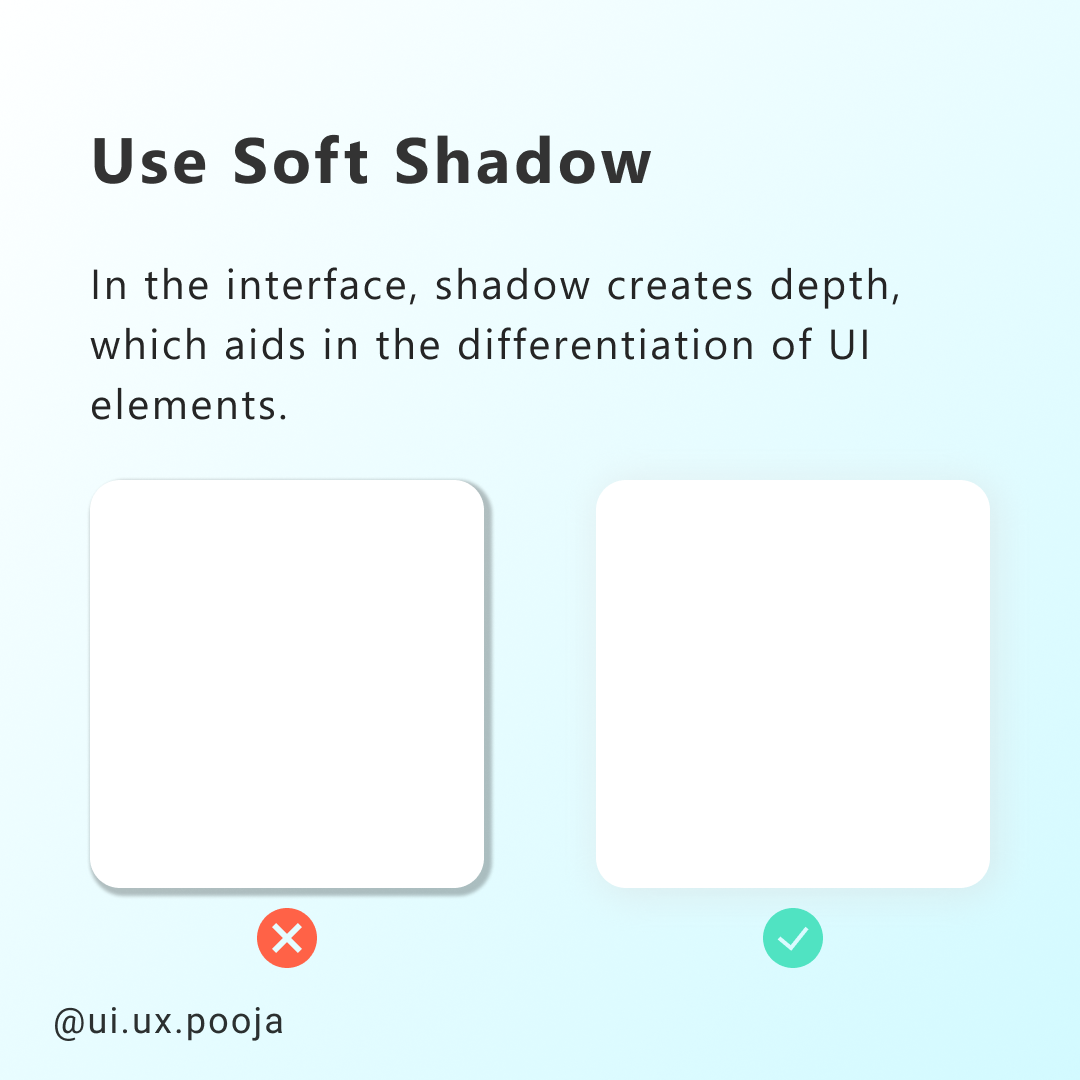 Use Soft Shadow
In the interface, shadow creates depth,
which aids in the differentiation of UI
elements.
@ui.ux.pooja